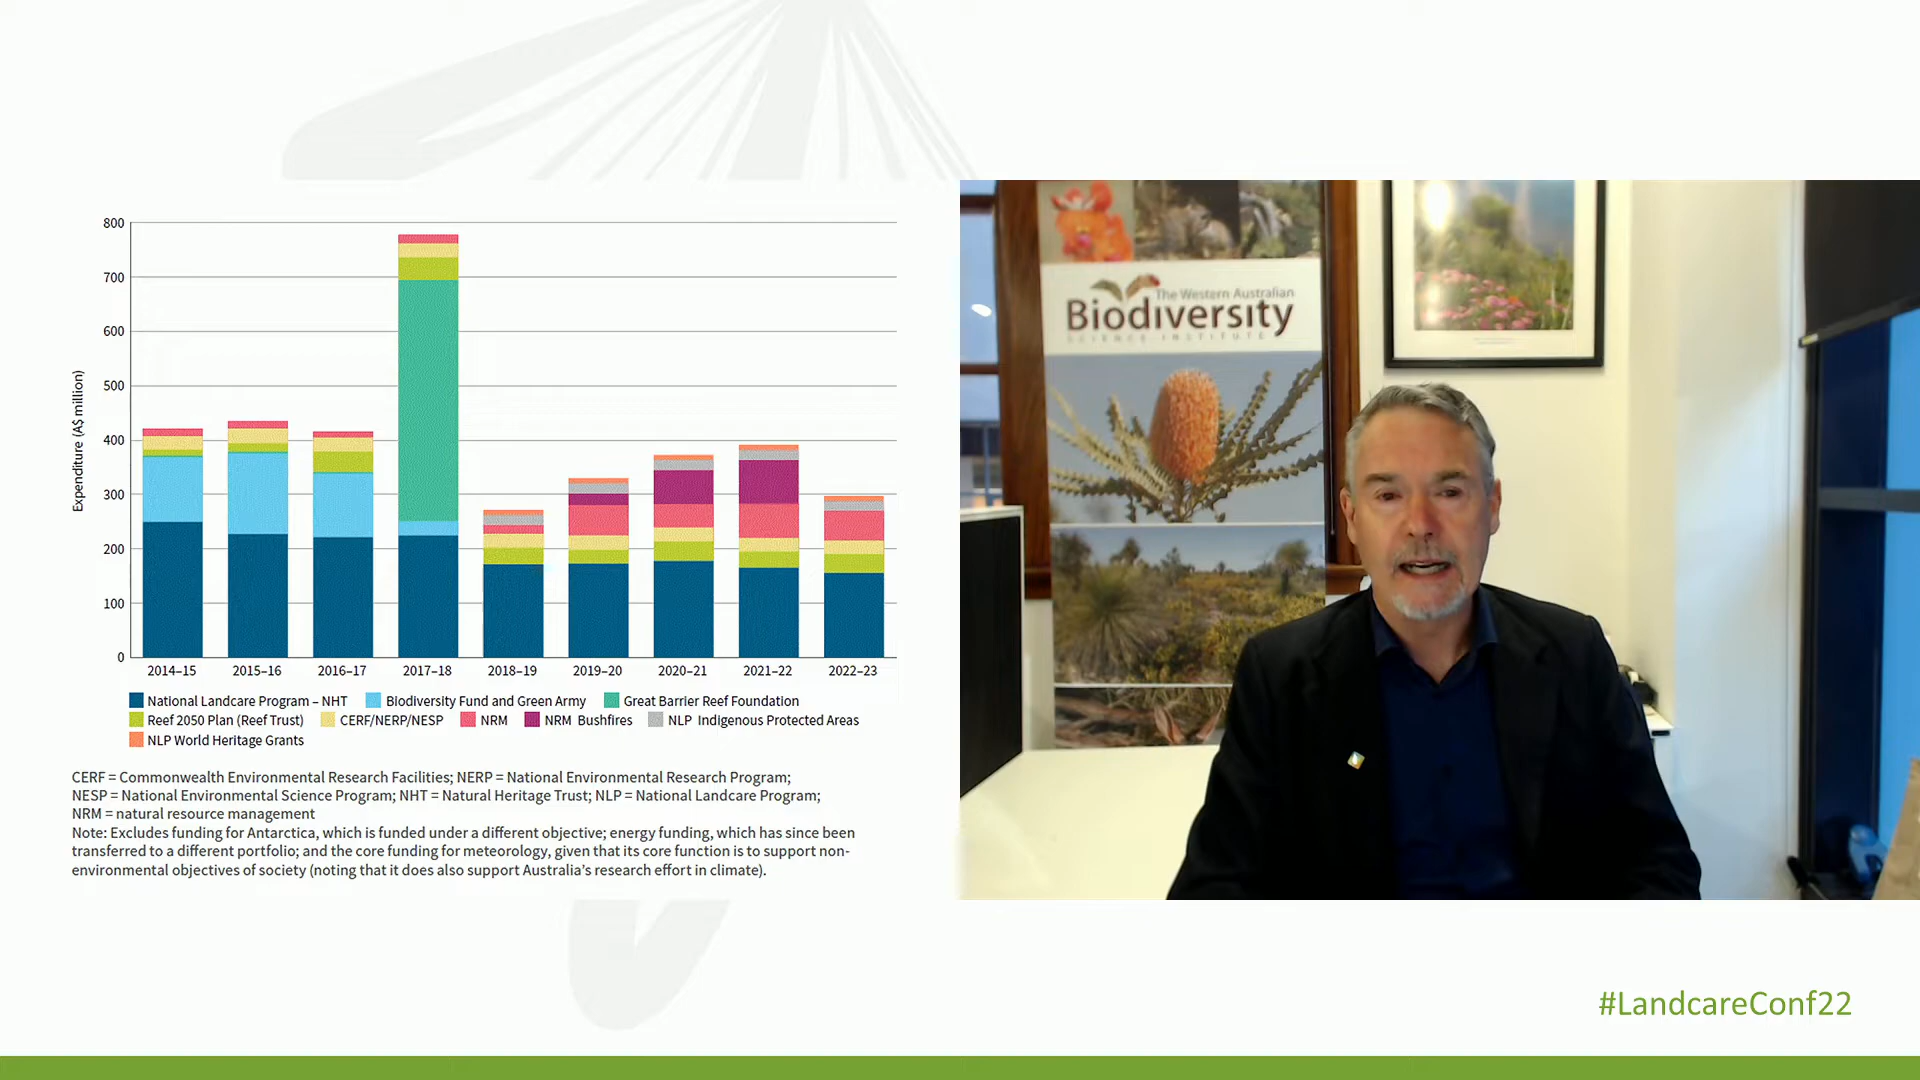 800
700
600
500
400
300
200
100
0
Expenditure (A$ million)
2014–15 2015–16 2016–17 2017–18 2018–19 2019–20 2020–21 2021–22 2022–23
National Landcare Program – NHT Biodiversity Fund and Green Army Great Barrier Reef Foundation
Reef 2050 Plan (Reef Trust) CERF/NERP/NESP NRM NRM Bushfires NLP Indigenous Protected Areas
NLP World Heritage Grants
CERF = Commonwealth Environmental Research Facilities; NERP = National Environmental Research Program;
NESP = National Environmental Science Program; NHT = Natural Heritage Trust; NLP = National Landcare Program;
NRM = natural resource management
Note: Excludes funding for Antarctica, which is funded under a different objective; energy funding, which has since been
transferred to a different portfolio; and the core funding for meteorology, given that its core function is to support non-
environmental objectives of society (noting that it does also support Australia's research effort in climate).
The Western Australian
Biodiversity
SCIENCE INSTITUTE
#LandcareConf22